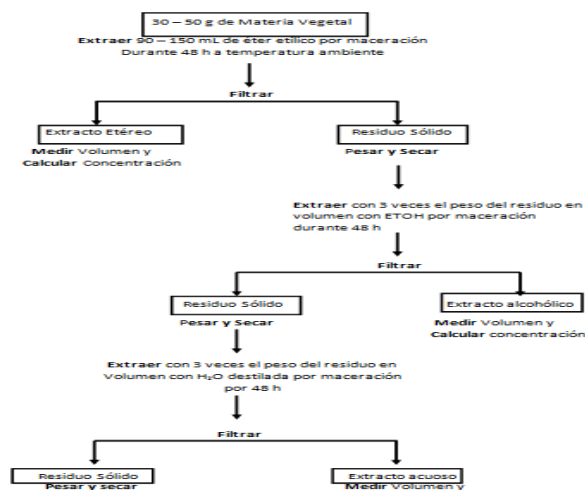 30 – 50 g de Materia Vegetal
Extraer 90 – 150 mL de éter etílico por maceración
Durante 48 h a temperatura ambiente
Filtrar
Extracto Etéreo
Residuo Sólido
Medir Volumen y
Calcular Concentración
Pesar y Secar
Extraer con 3 veces el peso del residuo en
volumen con ETOH por maceración
durante 48 h
Filtrar
Residuo Sólido
Extracto alcohólico
Pesar y Secar
Medir Volumen y
Calcular concentración
Extraer con 3 veces el peso del residuo en
Volumen con H₂O destilada por maceración
por 48 h
Filtrar
Residuo Sólido
Extracto acuoso
Pesar y secar
Medir Volumen y